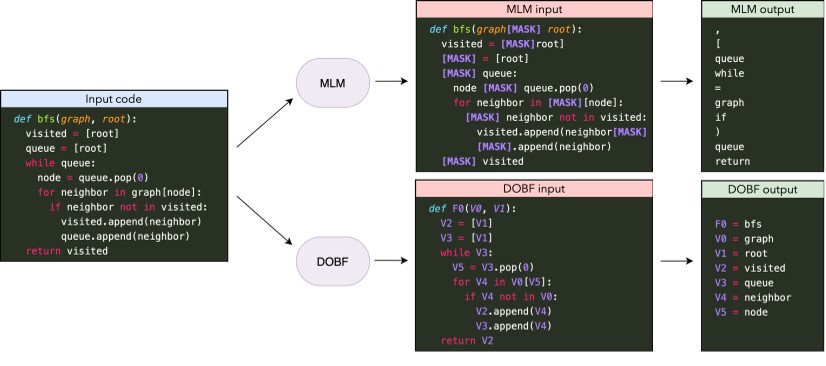 Input code
def bfs(graph, root):
visited = [root]
queue = [root]
while queue:
node = queue.pop(0)
for neighbor in graph[node]:
if neighbor not in visited:
visited.append(neighbor)
queue.append(neighbor)
return visited
MLM
DOBF
MLM input
def bfs(graph[MASK] root):
visited = [MASK]root]
[MASK] = [root]
[MASK] queue:
node [MASK] queue.pop(0)
for neighbor in [MASK][node]:
[MASK] neighbor not in visited:
visited.append(neighbor[MASK]
[MASK].append(neighbor)
[MASK] visited
MLM output
,
[
queue
while
=
graph
if
)
queue
return
DOBF input
def F0(V0, V1):
V2 = [V1]
V3 = [V1]
while V3:
V5 = V3.pop(0)
for V4 in V0[V5]:
if V4 not in V0:
V2.append(V4)
V3.append(V4)
return V2
DOBF output
F0 = bfs
V0 = graph
V1 = root
V2 = visited
V3 = queue
V4 = neighbor
V5 = node